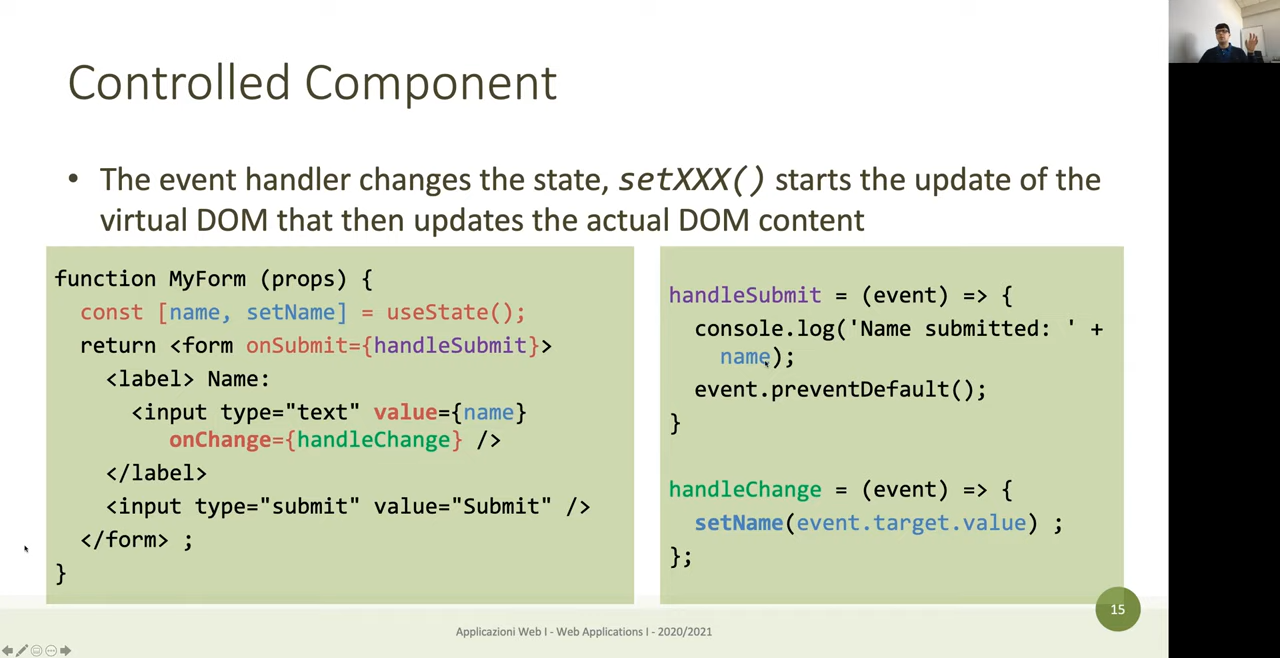 Controlled Component
• The event handler changes the state, setXXX() starts the update of the
virtual DOM that then updates the actual DOM content
function MyForm (props) {
const [name, setName] = useState();
return <form onSubmit={handleSubmit}>
<label> Name:
<input type="text" value={name}
onChange={handleChange} />
</label>
<input type="submit" value="Submit" />
</form> ;
}
handleSubmit = (event) => {
console.log('Name submitted: ' +
name);
event.preventDefault();
}
handleChange = (event) => {
setName(event.target.value) ;
};
15
Applicazioni Web I - Web Applications I - 2020/2021